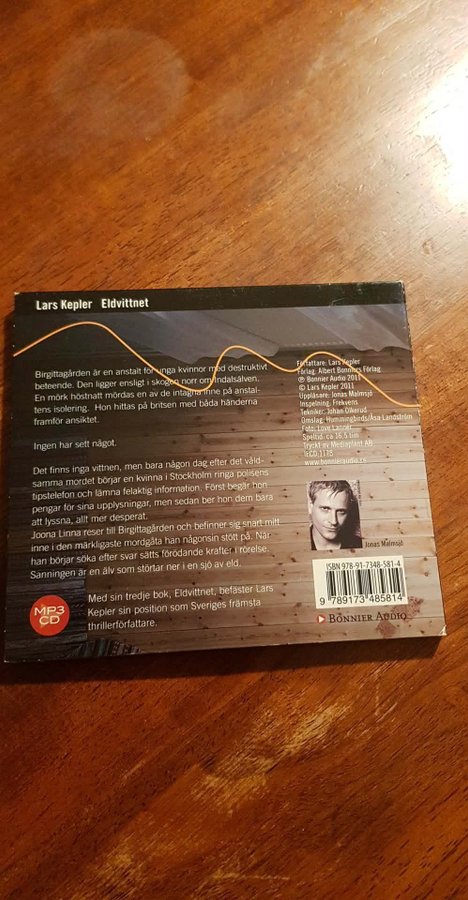 Lars Kepler Eldvittnet
Birgittagården är en anstalt för unga kvinnor med destruktivt
beteende. Den ligger ensligt i skogen norr om Indalsälven.
En mörk höstnatt mördas en av de intagna inne på anstal-
tens isolering. Hon hittas på britsen med båda händerna
framför ansiktet.
Ingen har sett något.
Det finns inga vittnen, men bara någon dag efter det våld-
samma mordet börjar en kvinna i Stockholm ringa polisens
tipstelefon och lämna felaktig information. Först begär hon
pengar för sina upplysningar, men sedan ber hon dem bara
att lyssna, allt mer desperat.
Joona Linna reser till Birgittagården och befinner sig snart mitt
inne i den märkligaste mordgåta han någonsin stött på. När
han börjar söka efter svar sätts förödande krafter i rörelse.
Sanningen är en älv som störtar ner i en sjö av eld.
Med sin tredje bok, Eldvittnet, befäster Lars
Kepler sin position som Sveriges främsta
thrillerförfattare.
MP3
CD
Författare: Lars Kepler
Förlag: Albert Bonniers Förlag
℗ Bonnier Audio 2011
© Lars Kepler 2011
Uppläsare: Jonas Malmsjö
Inspelning: Frekvens
Tekniker: Johan Oikerud
Omslag: Hummingbirds/Åsa Landström
Foto: Love Lannér
Speltid: ca 16,5 tim
Tryckt av Mediaplant AB
www.bonnieraudio.se
Jonas Malmsjö
ISBN 978-91-7348-581-4
9 789173 485814
BONNIER AUDIO